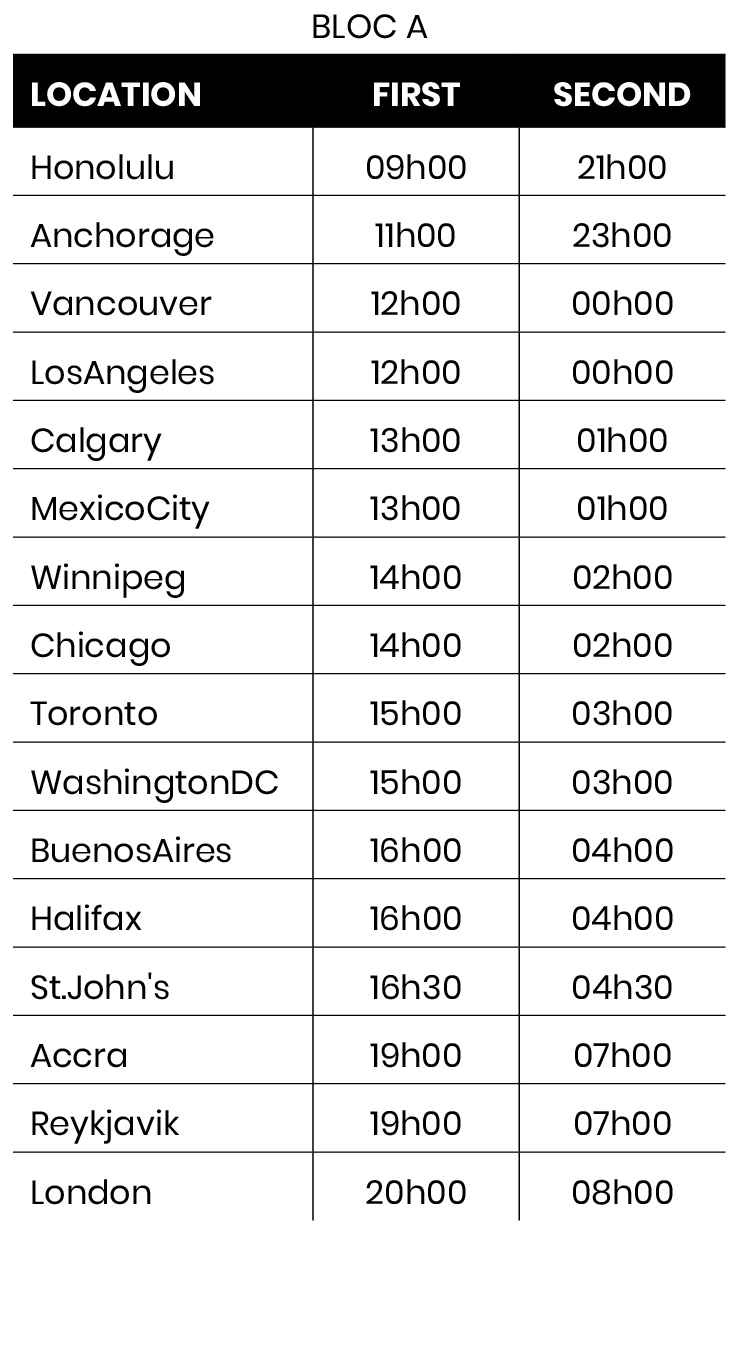 BLOC A
LOCATION FIRST SECOND
Honolulu 09h00 21h00
Anchorage 11h00 23h00
Vancouver 12h00 00h00
LosAngeles 12h00 00h00
Calgary 13h00 01h00
MexicoCity 13h00 01h00
Winnipeg 14h00 02h00
Chicago 14h00 02h00
Toronto 15h00 03h00
WashingtonDC 15h00 03h00
BuenosAires 16h00 04h00
Halifax 16h00 04h00
St.John's 16h30 04h30
Accra 19h00 07h00
Reykjavik 19h00 07h00
London 20h00 08h00